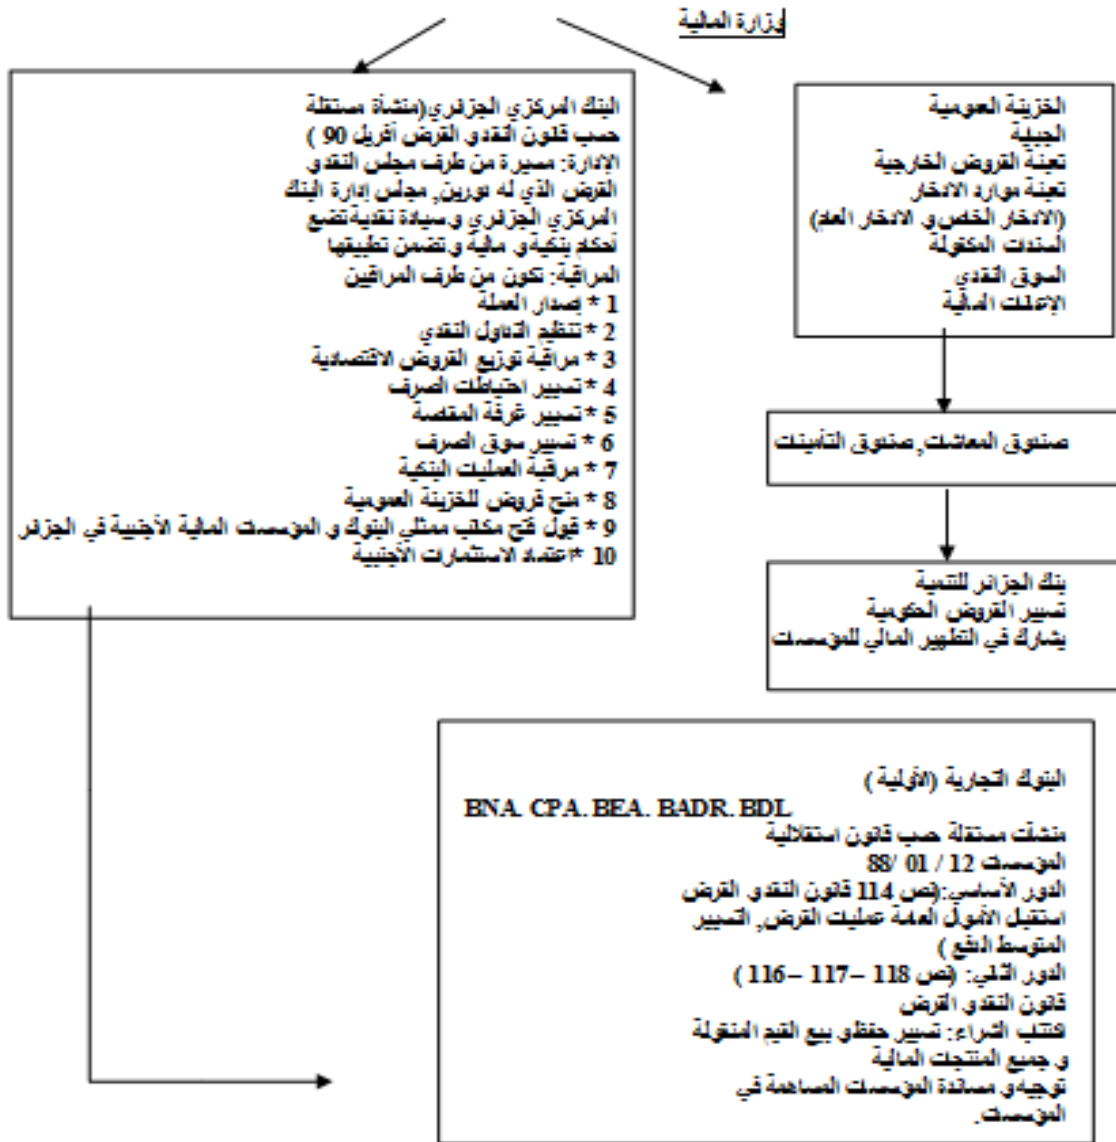 وزارة المالية
البنك المركزي الجزائري(منشأة مستقلة
حسب قانون النقدو القرض أفريل 90 )
الإدارة: مسيرة من طرف مجلس النقدو
القرض الذي له دورين, مجلس إدارة البنك
المركزي الجزائري و سيادة نقدية تضع
أحكام بنكية و مالية و تضمن تطبيقها
المراقبة: تكون من طرف المراقبين
1 * إصدار العملة
2 * تنظيم التداول النقدي
3 * مراقبة توزيع القروض الاقتصادية
4 * تسيير احتياطات الصرف
5 * تسيير غرفة المقاصة
6 * تسيير سوق الصرف
7 * مرقبة العمليات البنكية
8 * منح قروض للخزينة العمومية
9 * قبول فتح مكاتب ممثلي البنوك و المؤسسات المالية الأجنبية في الجزائر
10 *اعتماد الاستثمارات الأجنبية
الخزينة العمومية
الجباية
تعبئة القروض الخارجية
تعبئة موارد الادخار
(الادخار الخاص و الادخار العام)
السندات المكفولة
السوق النقدي
الإعانات المالية
صندوق المعاشات, صندوق التأمينات
بنك الجزائر للتنمية
تسيير القروض الحكومية
يشارك في التطهير المالي للمؤسسات
البنوك التجارية (الأولية )
BNA. CPA. BEA. BADR. BDL
منشآت مستقلة حسب قانون استقلالية
المؤسسات 12 / 01 /88
الدور الأساسي:(نص 114 قانون النقدو القرض
استقبال الأموال العامة عمليات القرض, التسيير
المتوسط الدفع )
الدور الثاني: (نص 118 – 117 – 116 )
قانون النقدو القرض
اكتتاب الشراء: تسيير حفظو بيع القيم المنقولة
و جميع المنتجات المالية
توجيه و مساندة المؤسسات المساهمة في
المؤسسات.